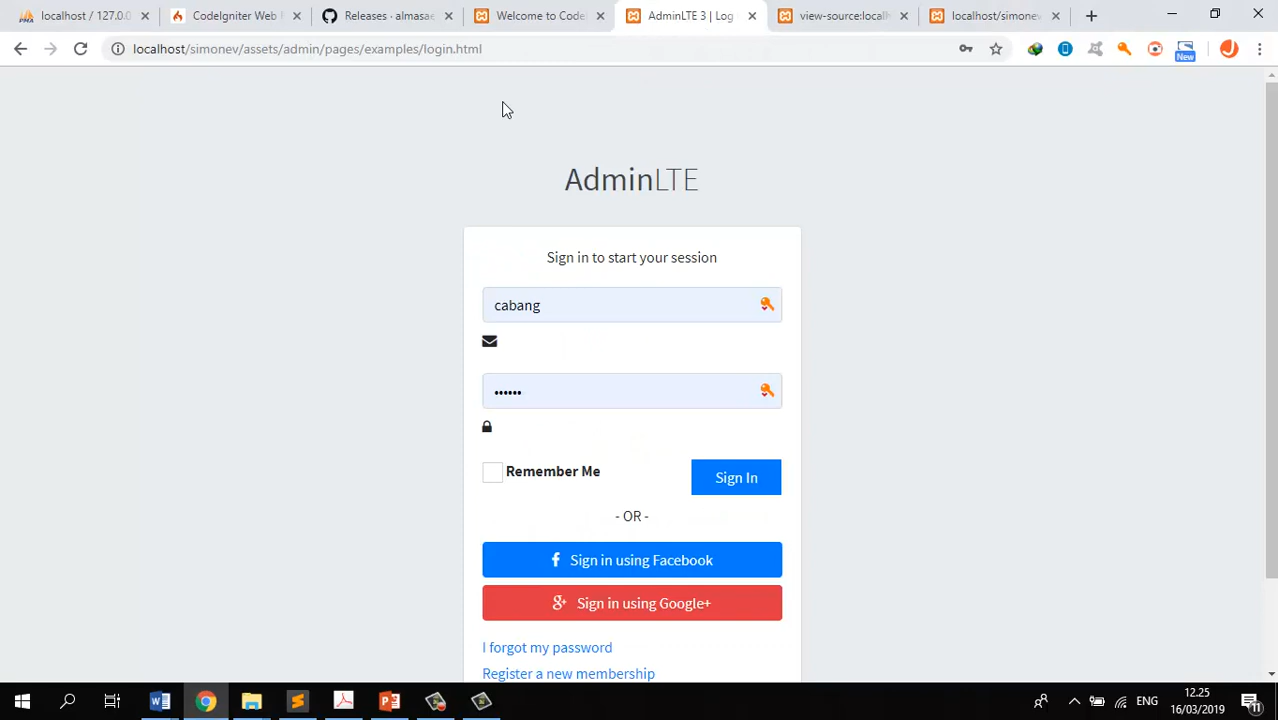 localhost / 127.0.0
CodeIgniter Web F
Releases · almasae
Welcome to Code
AdminLTE 3 | Log
view-source:local
localhost/simone
localhost/simonev/assets/admin/pages/examples/login.html
New
AdminLTE
Sign in to start your session
cabang
••••••
Remember Me
Sign In
- OR -
Sign in using Facebook
Sign in using Google+
I forgot my password
Register a new membership
ENG
12.25
16/03/2019